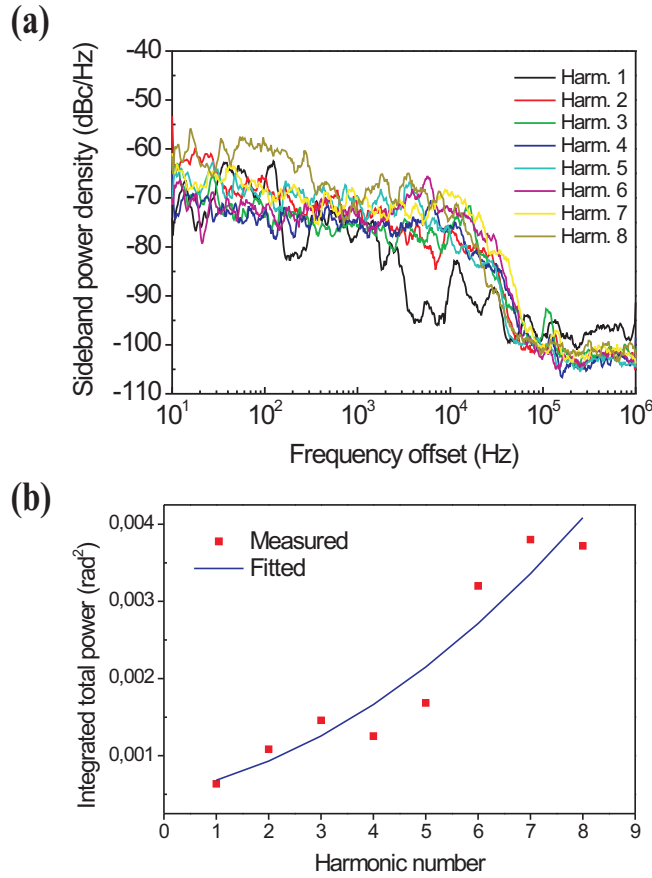 (a)
Sideband power density (dBc/Hz)
-40
-50
-60
-70
-80
-90
-100
-110
Harm. 1
Harm. 2
Harm. 3
Harm. 4
Harm. 5
Harm. 6
Harm. 7
Harm. 8
10^1 10^2 10^3 10^4 10^5 10^6
Frequency offset (Hz)
(b)
Integrated total power (rad^2)
0,004
0,003
0,002
0,001
Measured
Fitted
0 1 2 3 4 5 6 7 8 9
Harmonic number